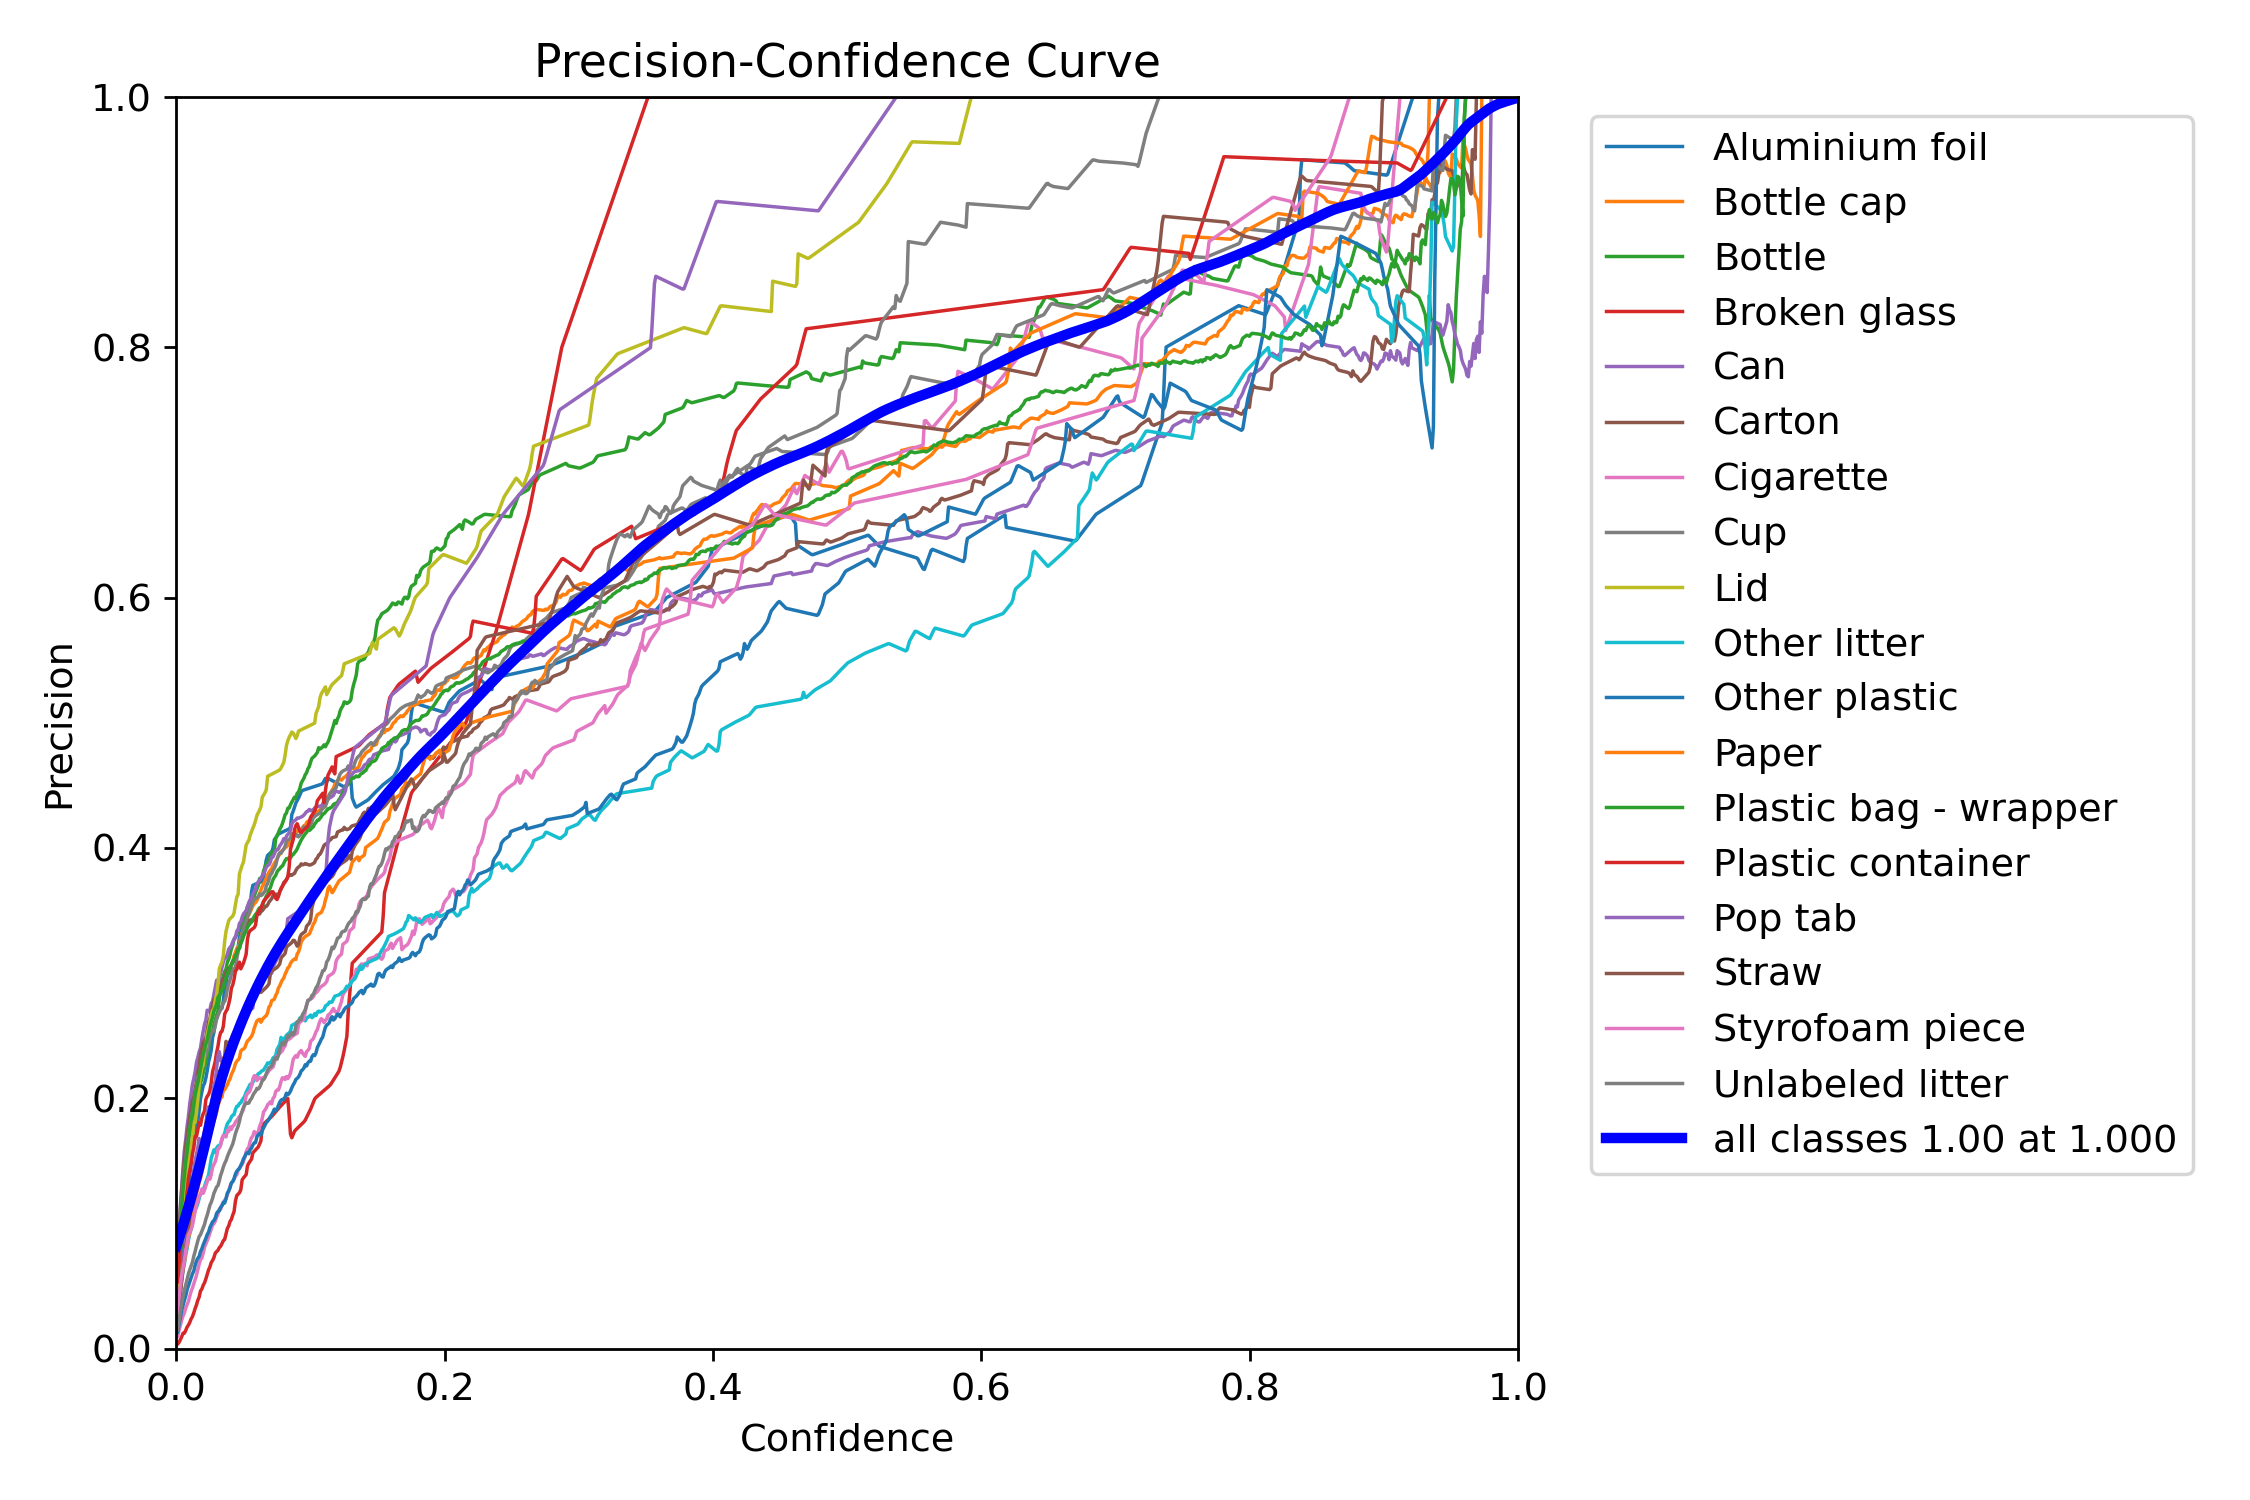 Precision-Confidence Curve
1.0
0.8
0.6
0.4
0.2
0.0
Precision
0.0 0.2 0.4 0.6 0.8 1.0
Confidence
Aluminium foil
Bottle cap
Bottle
Broken glass
Can
Carton
Cigarette
Cup
Lid
Other litter
Other plastic
Paper
Plastic bag - wrapper
Plastic container
Pop tab
Straw
Styrofoam piece
Unlabeled litter
all classes 1.00 at 1.000